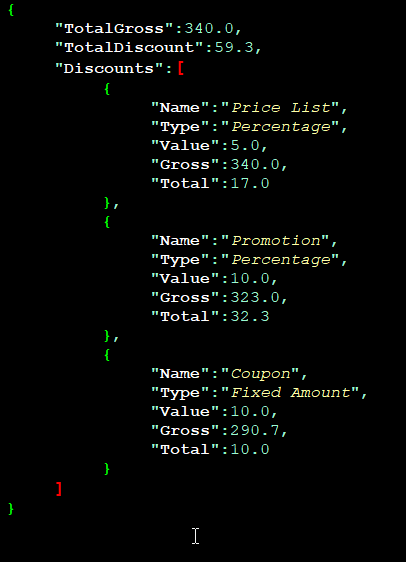 {
"TotalGross":340.0,
"TotalDiscount":59.3,
"Discounts":[
{
"Name":"Price List",
"Type":"Percentage",
"Value":5.0,
"Gross":340.0,
"Total":17.0
},
{
"Name":"Promotion",
"Type":"Percentage",
"Value":10.0,
"Gross":323.0,
"Total":32.3
},
{
"Name":"Coupon",
"Type":"Fixed Amount",
"Value":10.0,
"Gross":290.7,
"Total":10.0
}
]
}